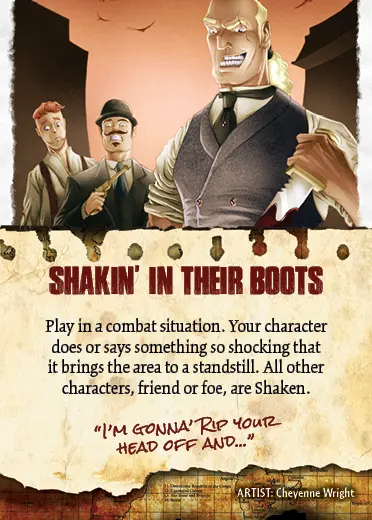 SHAKIN' IN THEIR BOOTS
Play in a combat situation. Your character
does or says something so shocking that
it brings the area to a standstill. All other
characters, friend or foe, are Shaken.
"I'M GONNA' RIP YOUR
HEAD OFF AND..."
ARTIST: Cheyenne Wright